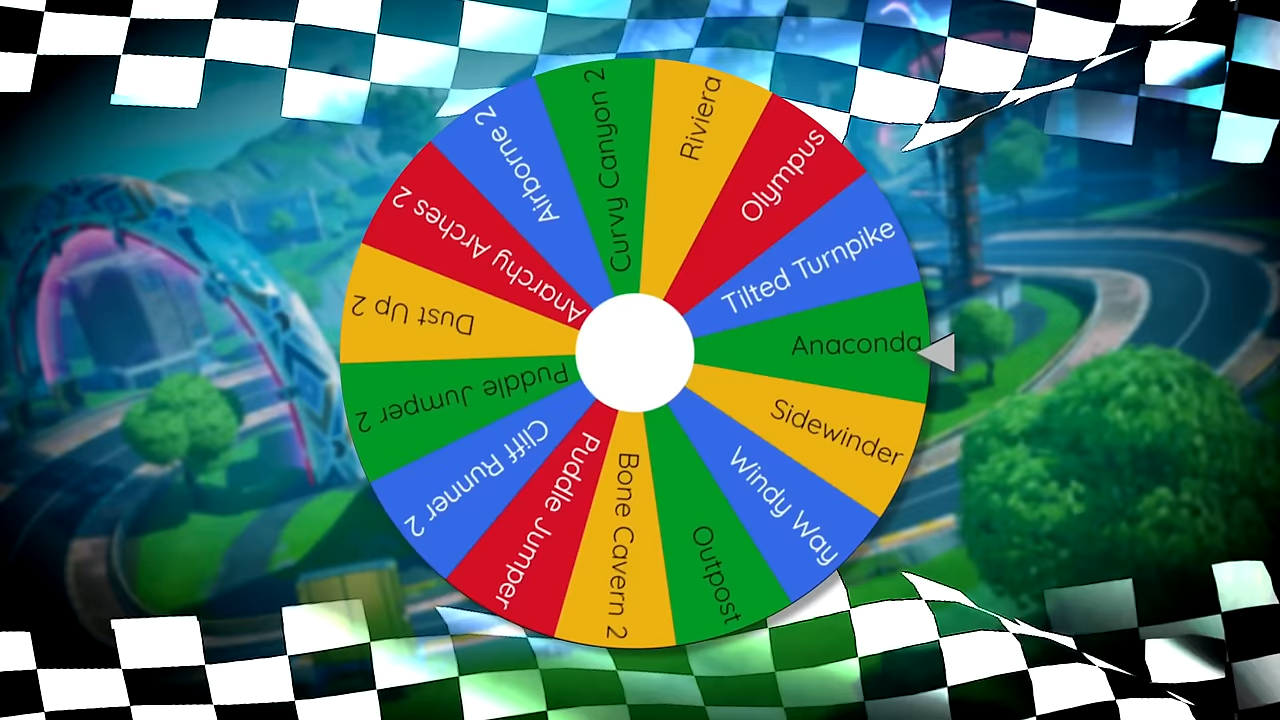 Curvy Canyon 2
Riviera
Olympus
Tilted Turnpike
Anaconda
Sidewinder
Windy Way
Outpost
Bone Cavern 2
Puddle Jumper
Cliff Runner 2
Puddle Jumper 2
Dust Up 2
Anarchy Arches 2
Airborne 2